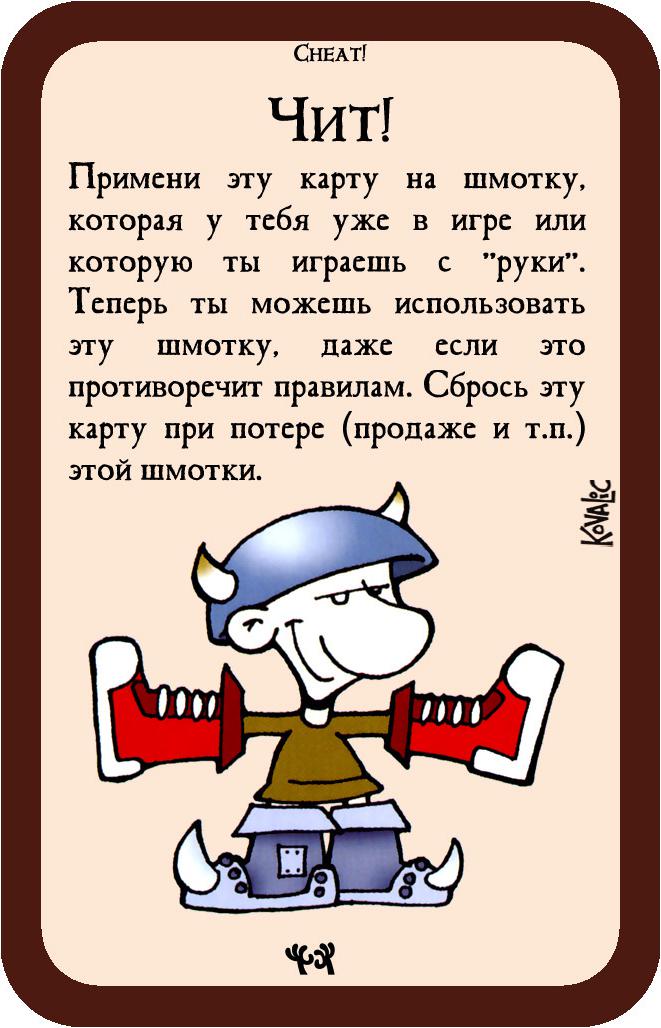 Cheat!
Чит!
Примени эту карту на шмотку,
которая у тебя уже в игре или
которую ты играешь с "руки".
Теперь ты можешь использовать
эту шмотку, даже если это
противоречит правилам. Сбрось эту
карту при потере (продаже и т.п.)
этой шмотки.
Kovalic